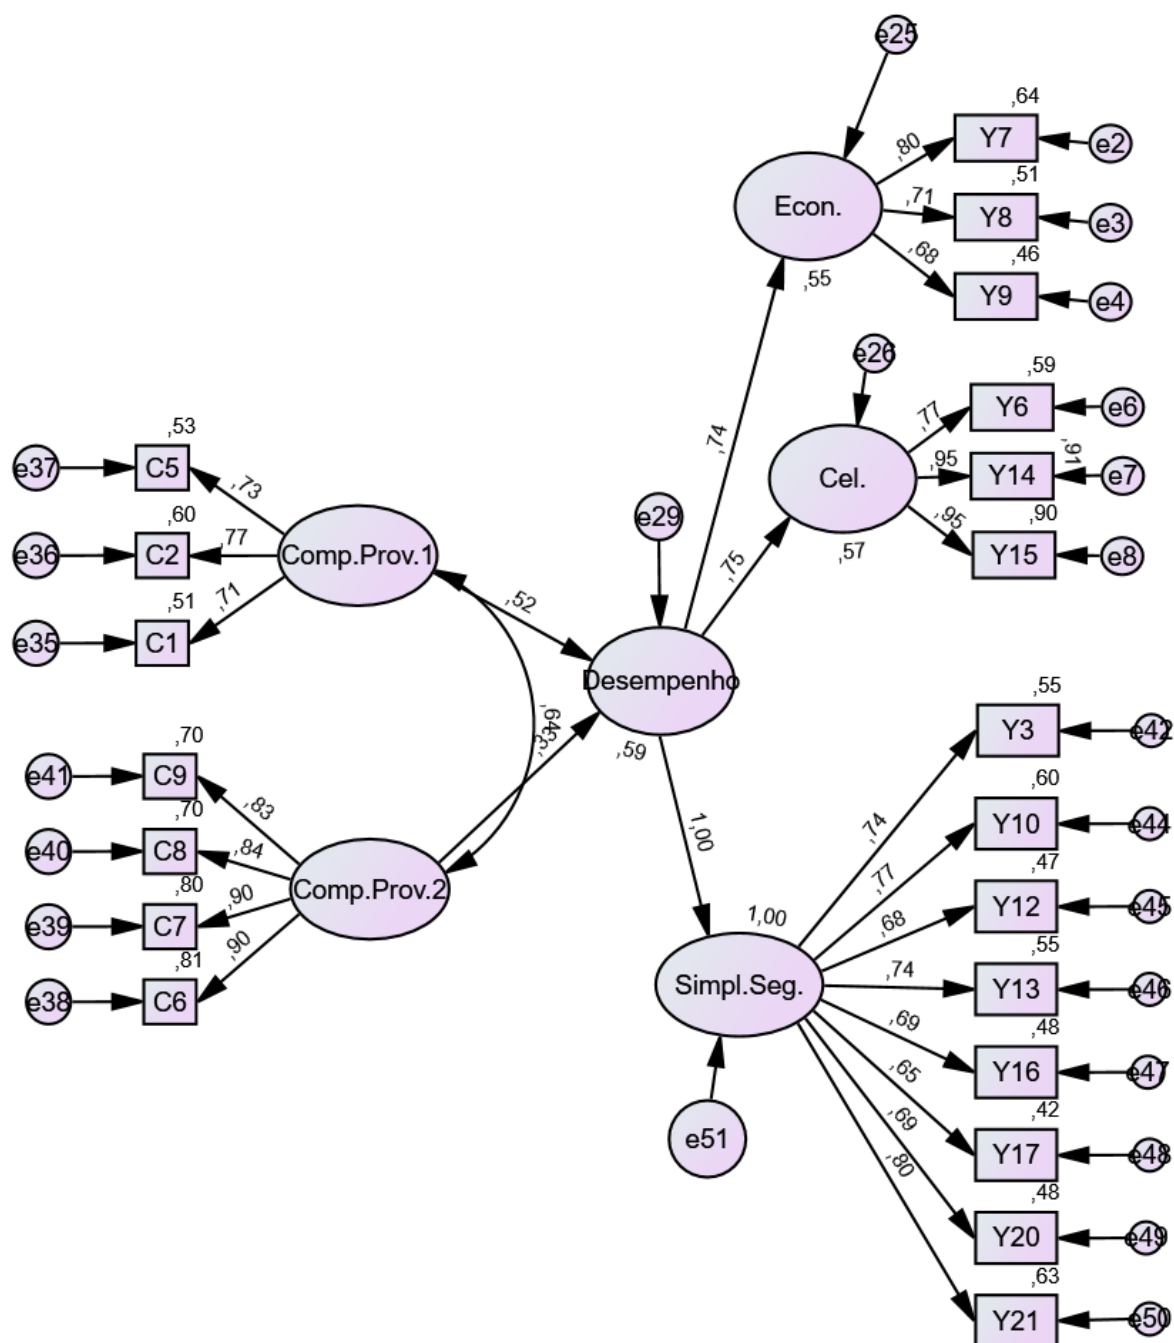 e25
,64
,80
Y7
e2
,51
Econ.
,71
Y8
e3
,46
,68
Y9
e4
,55
e26
,59
,77
Y6
e6
,74
Cel.
,95
Y14
,91
e7
,95
,90
Y15
e8
,57
,75
,53
e37
C5
,73
,60
e36
C2
,77
Comp.Prov.1
,51
e35
C1
,71
e29
,52
Desempenho
,59
,64
,33
,70
e41
C9
,83
,70
e40
C8
,84
,80
e39
C7
,90
Comp.Prov.2
,81
e38
C6
,90
1,00
1,00
Simpl.Seg.
e51
,55
,74
Y3
e42
,60
,77
Y10
e44
,47
,68
Y12
e45
,55
,74
Y13
e46
,48
,69
Y16
e47
,42
,65
Y17
e48
,48
,69
Y20
e49
,63
,80
Y21
e50